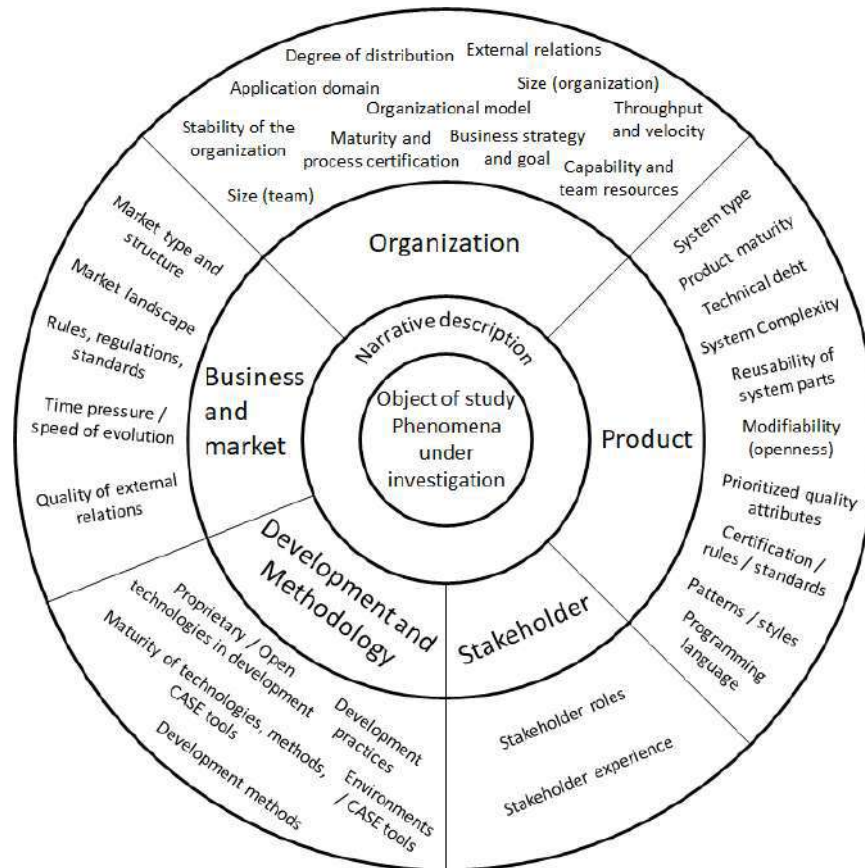 Degree of distribution
External relations
Application domain
Size (organization)
Organizational model
Throughput
and velocity
Stability of the
organization
Maturity and
process certification
Business strategy
and goal
Capability and
team resources
Size (team)
Organization
Market type and
structure
Market landscape
Rules, regulations,
standards
Time pressure /
speed of evolution
Quality of external
relations
Business
and
market
Narrative description
Object of study
Phenomena
under
investigation
Product
System type
Product maturity
Technical debt
System Complexity
Reusability of
system parts
Modifiability
(openness)
Prioritized quality
attributes
Certification /
rules / standards
Patterns / styles
Programming
language
Development and
Methodology
Stakeholder
Proprietary / Open
technologies in development
Maturity of technologies, methods,
CASE tools
Development methods
Development
practices
Environments
/ CASE tools
Stakeholder roles
Stakeholder experience